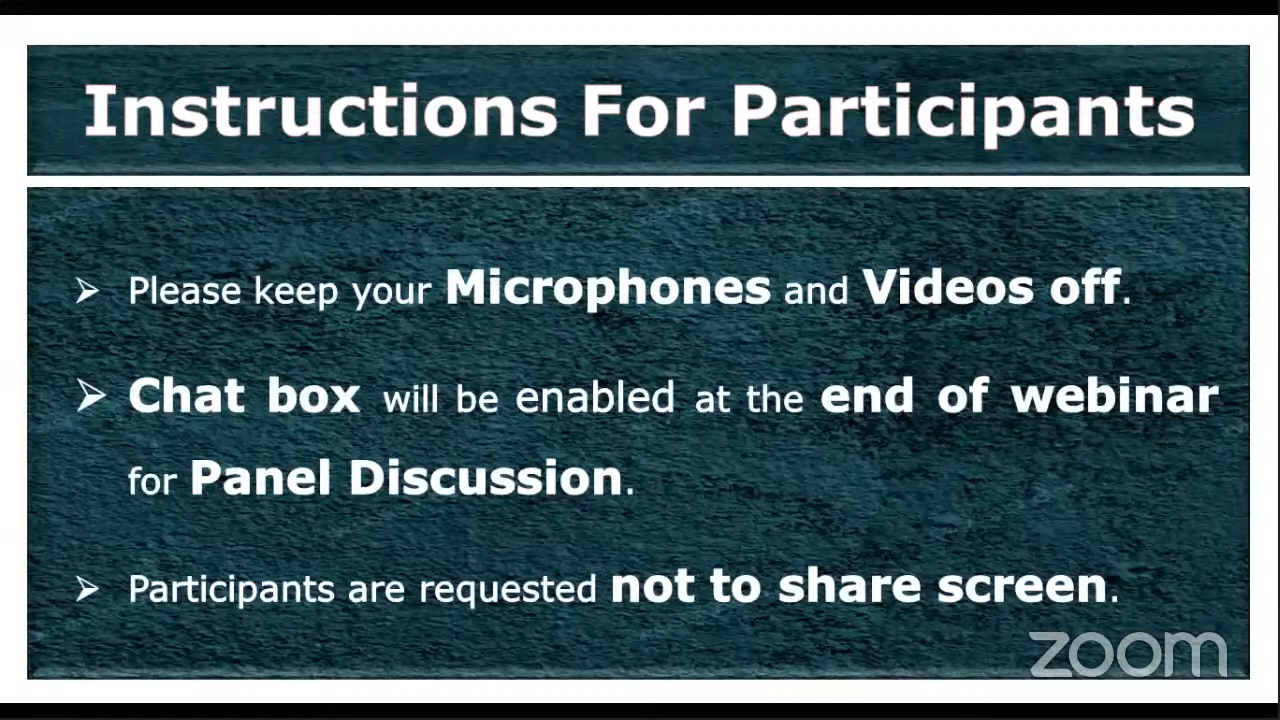 Instructions For Participants
➢ Please keep your Microphones and Videos off.
➢ Chat box will be enabled at the end of webinar
for Panel Discussion.
➢ Participants are requested not to share screen.
zoom